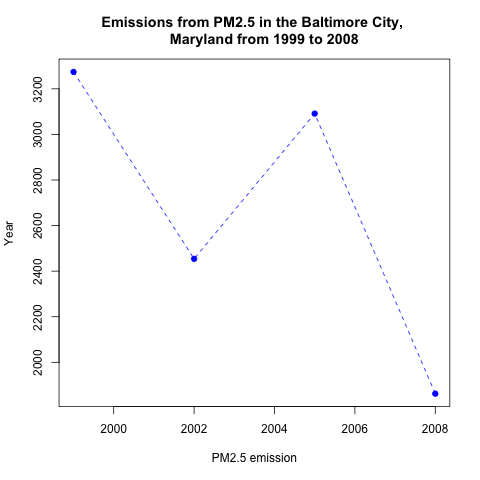 Emissions from PM2.5 in the Baltimore City,
Maryland from 1999 to 2008
Year
3200
3000
2800
2600
2400
2200
2000
2000 2002 2004 2006 2008
PM2.5 emission